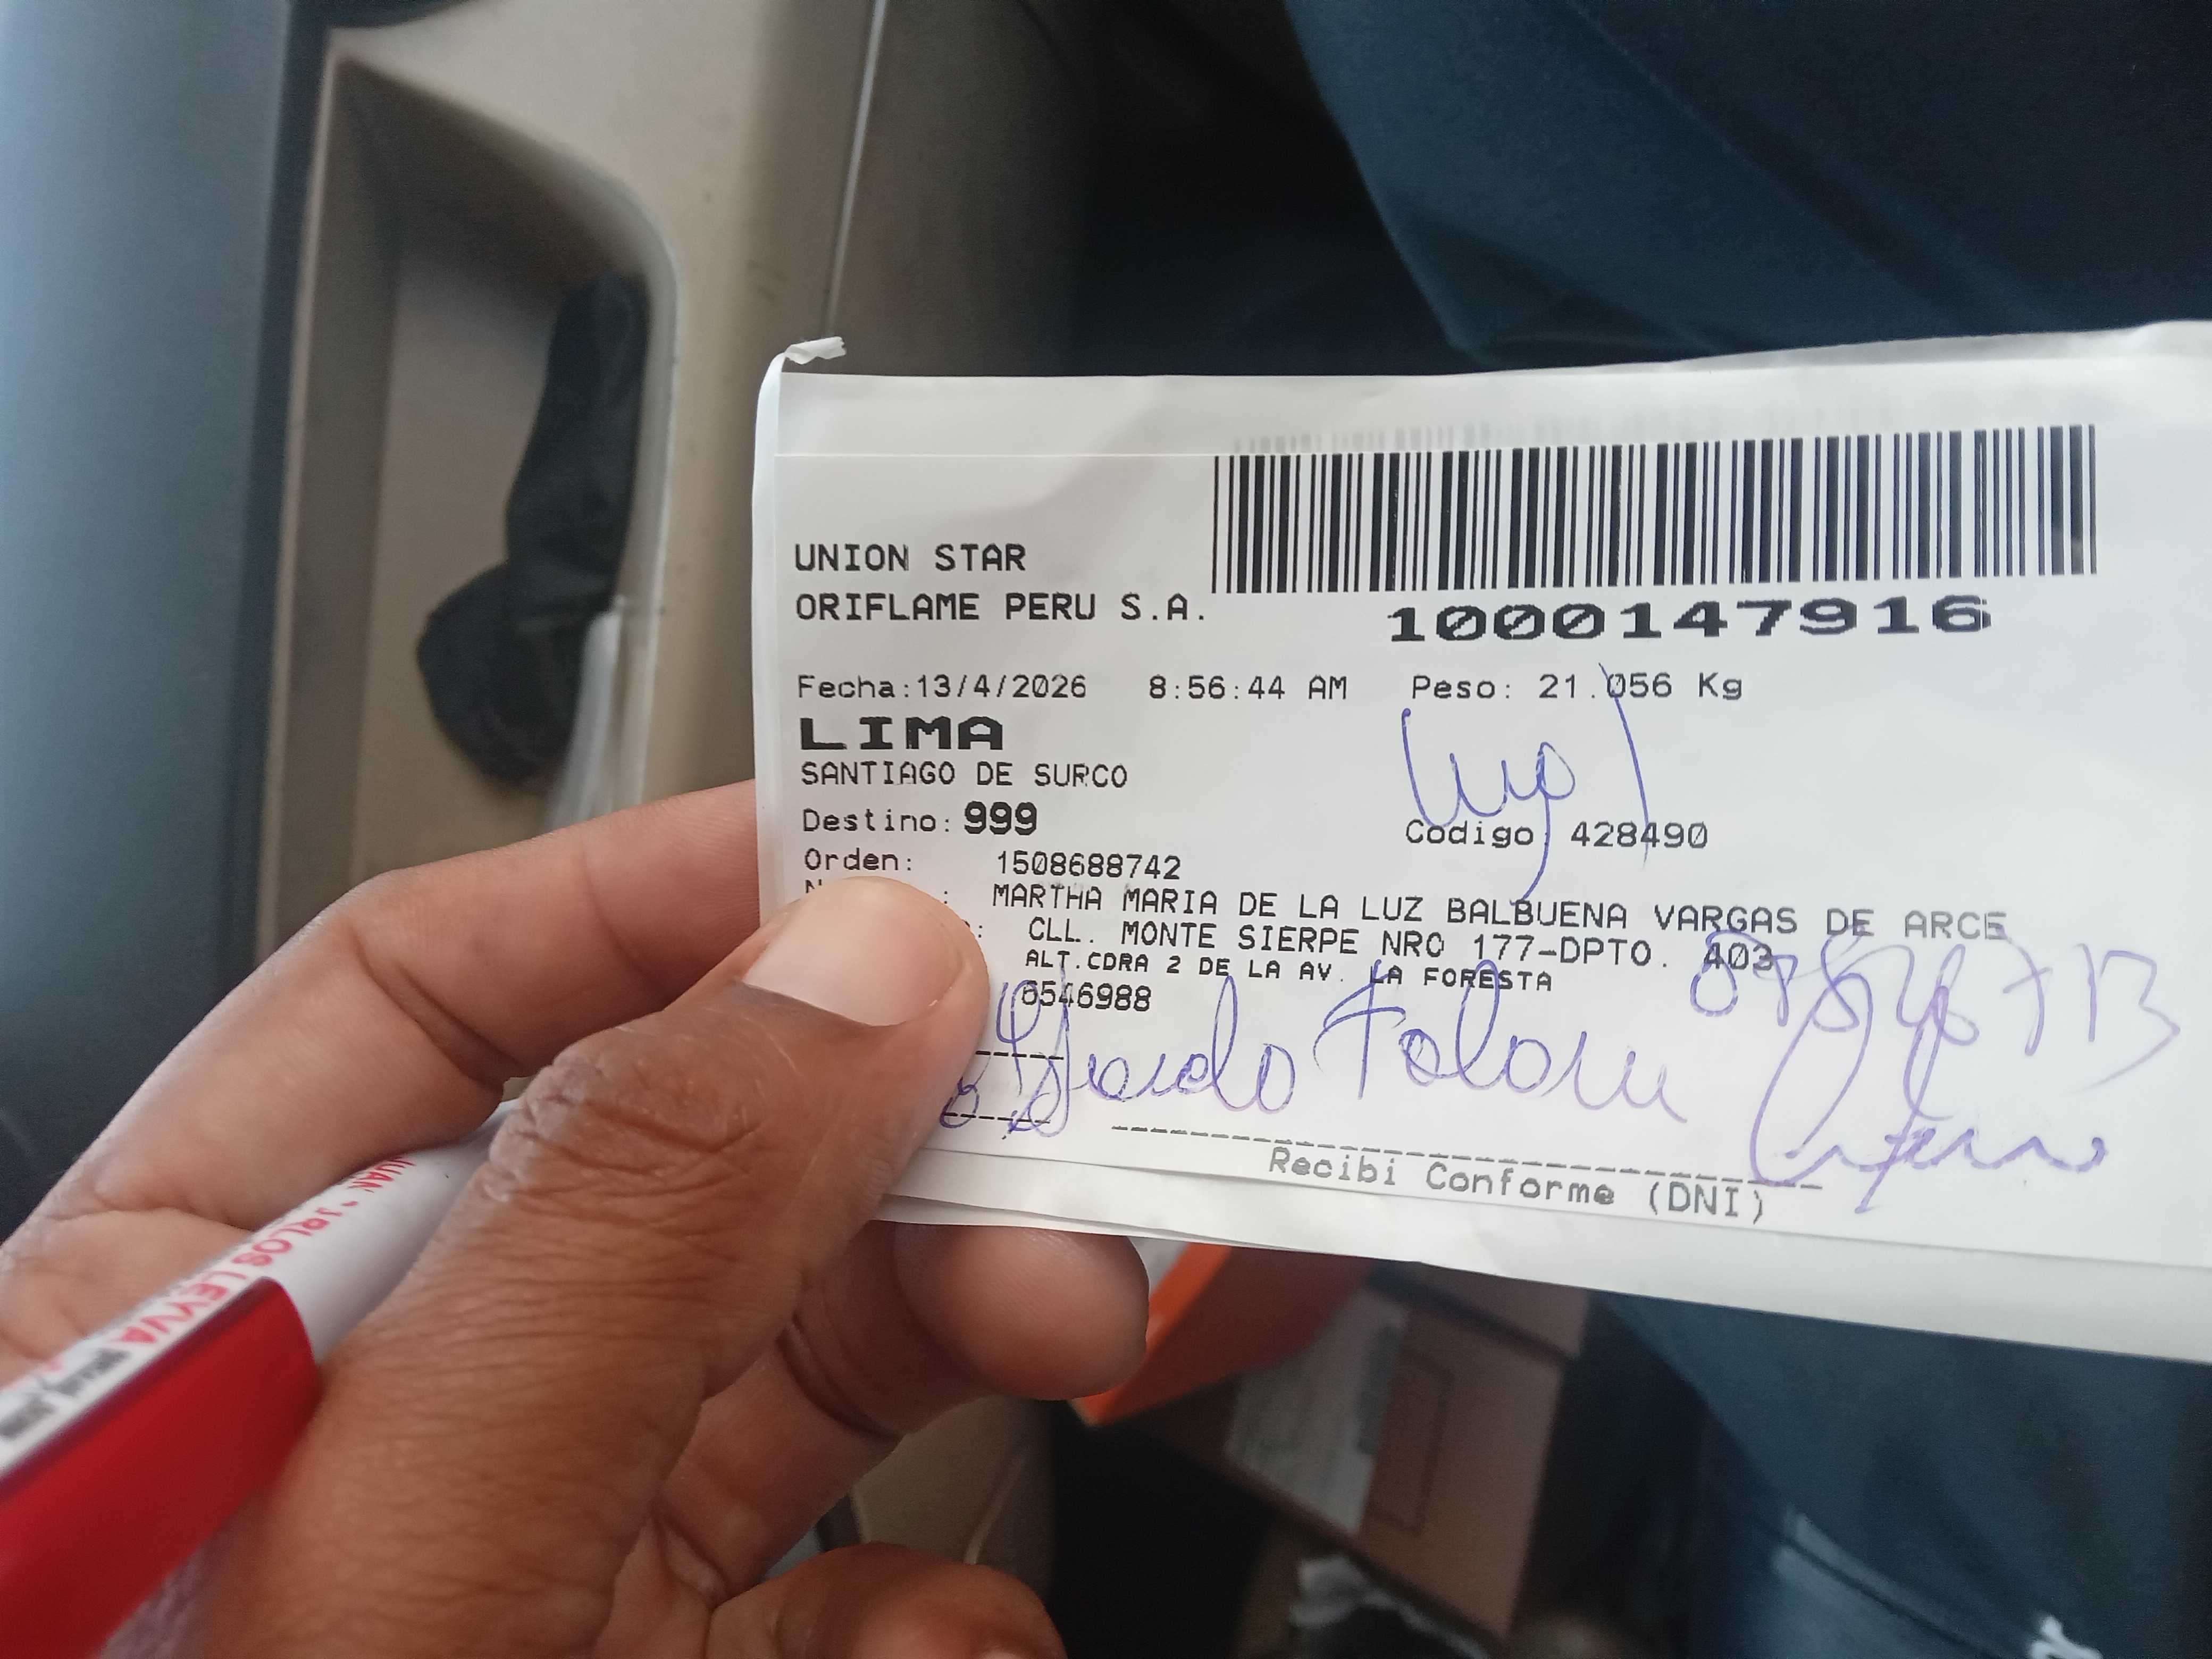 UNION STAR
ORIFLAME PERU S.A.
1000147916
Fecha:13/4/2026 8:56:44 AM Peso: 21.056 Kg
LIMA
SANTIAGO DE SURCO
Destino: 999
Codigo 428490
Orden: 1508688742
MARTHA MARIA DE LA LUZ BALBUENA VARGAS DE ARCE
CLL. MONTE SIERPE NRO 177-DPTO. 403
ALT.CDRA 2 DE LA AV. LA FORESTA
6546988
Recibi Conforme (DNI)
LEYVA